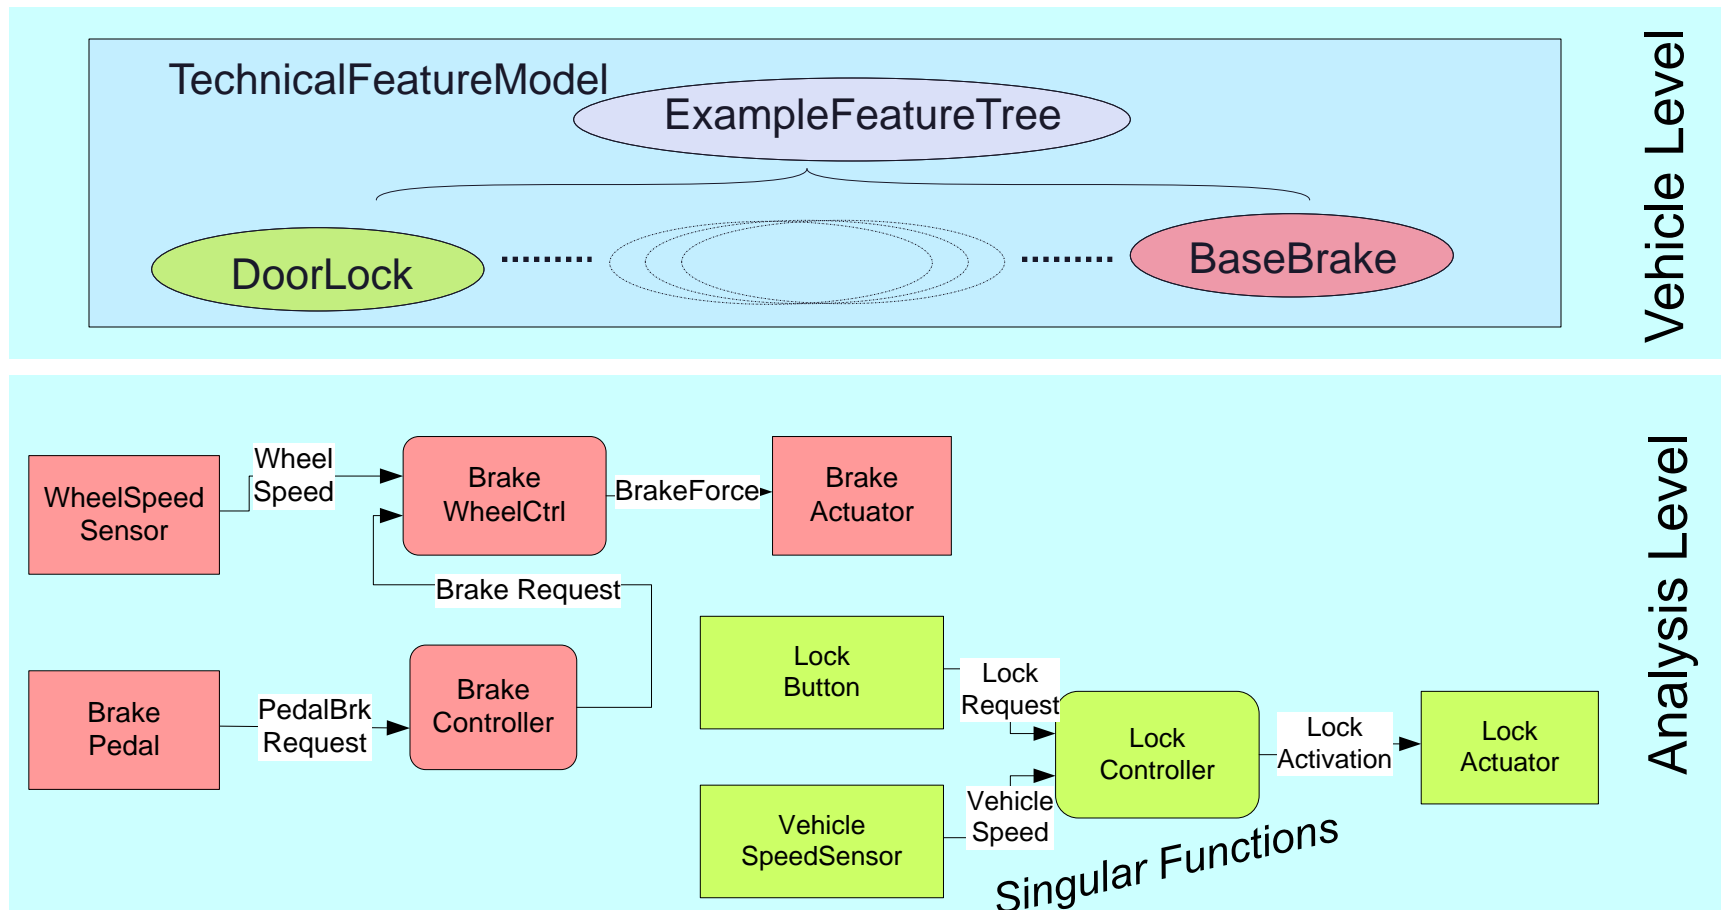 TechnicalFeatureModel
ExampleFeatureTree
DoorLock
BaseBrake
Vehicle Level
WheelSpeed
Sensor
Wheel
Speed
Brake
WheelCtrl
BrakeForce
Brake
Actuator
Brake Request
Brake
Pedal
PedalBrk
Request
Brake
Controller
Lock
Button
Lock
Request
Vehicle
SpeedSensor
Vehicle
Speed
Lock
Controller
Lock
Activation
Lock
Actuator
Singular Functions
Analysis Level